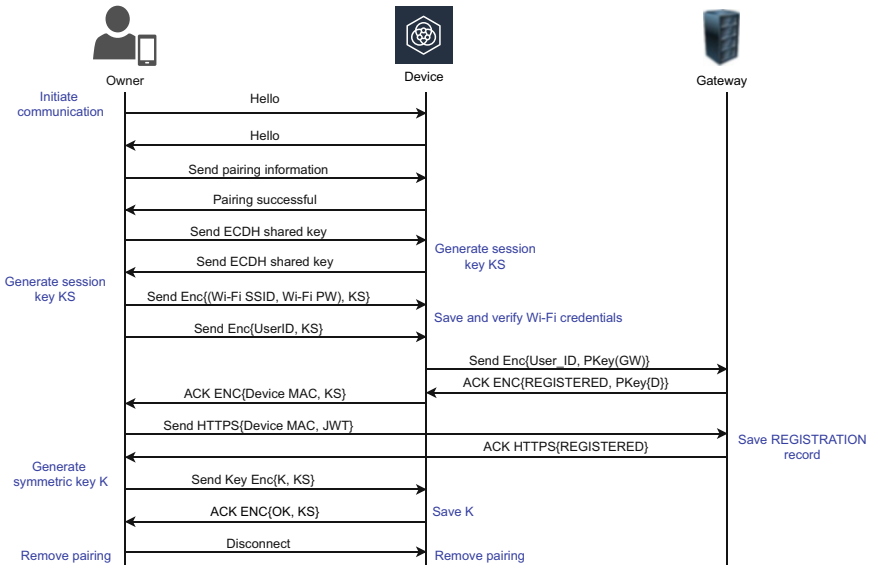 Owner
Device
Gateway
Initiate
communication
Hello
Hello
Send pairing information
Pairing successful
Send ECDH shared key
Generate session
key KS
Send ECDH shared key
Generate session
key KS
Send Enc{(Wi-Fi SSID, Wi-Fi PW), KS}
Save and verify Wi-Fi credentials
Send Enc{UserID, KS}
Send Enc{User_ID, PKey(GW)}
ACK ENC{REGISTERED, PKey{D}}
ACK ENC{Device MAC, KS}
Send HTTPS{Device MAC, JWT}
Save REGISTRATION
record
ACK HTTPS{REGISTERED}
Generate
symmetric key K
Send Key Enc{K, KS}
ACK ENC{OK, KS}
Save K
Disconnect
Remove pairing
Remove pairing